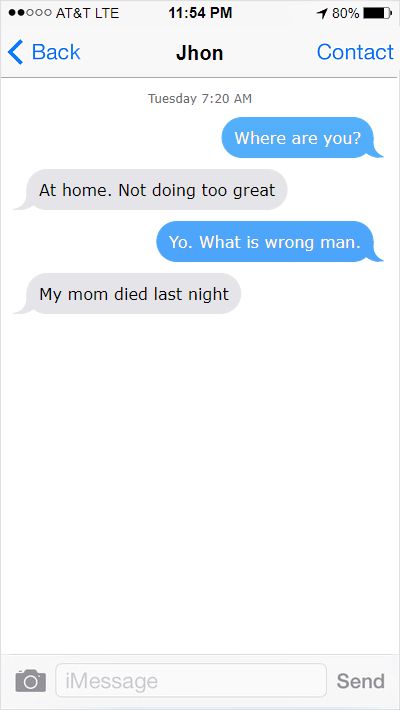 AT&T LTE 11:54 PM 80%
Back Jhon Contact
Tuesday 7:20 AM
Where are you?
At home. Not doing too great
Yo. What is wrong man.
My mom died last night
iMessage Send